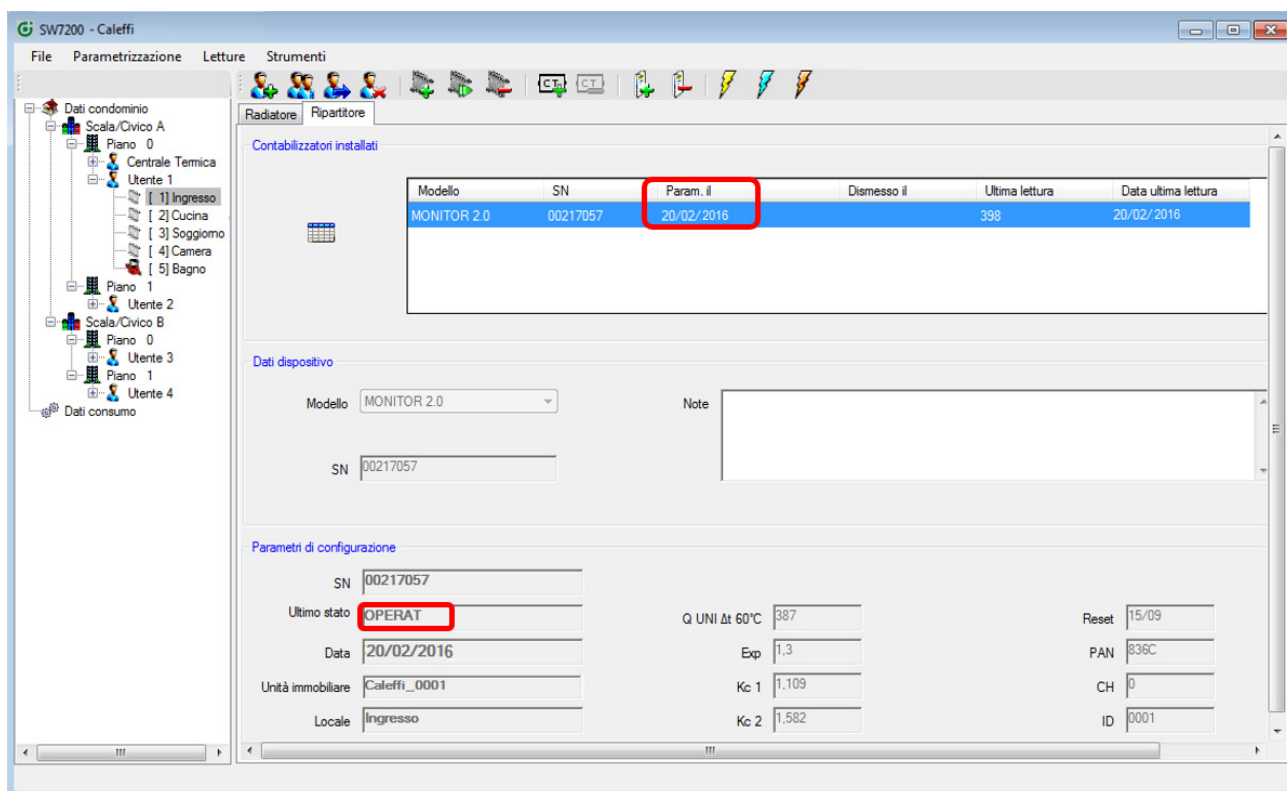 SW7200 - Caleffi
File Parametrizzazione Letture Strumenti
Dati condominio
Scala/Civico A
Piano 0
Centrale Termica
Utente 1
[ 1] Ingresso
[ 2] Cucina
[ 3] Soggiorno
[ 4] Camera
[ 5] Bagno
Piano 1
Utente 2
Scala/Civico B
Piano 0
Utente 3
Piano 1
Utente 4
Dati consumo
Radiatore Ripartitore
Contabilizzatori installati
Modello SN Param. il Dismesso il Ultima lettura Data ultima lettura
MONITOR 2.0 00217057 20/02/2016 398 20/02/2016
Dati dispositivo
Modello MONITOR 2.0 Note
SN 00217057
Parametri di configurazione
SN 00217057
Ultimo stato OPERAT Q UNI Δt 60°C 387 Reset 15/09
Data 20/02/2016 Exp 1,3 PAN 836C
Unità immobiliare Caleffi_0001 Kc 1 1,109 CH 0
Locale Ingresso Kc 2 1,582 ID 0001